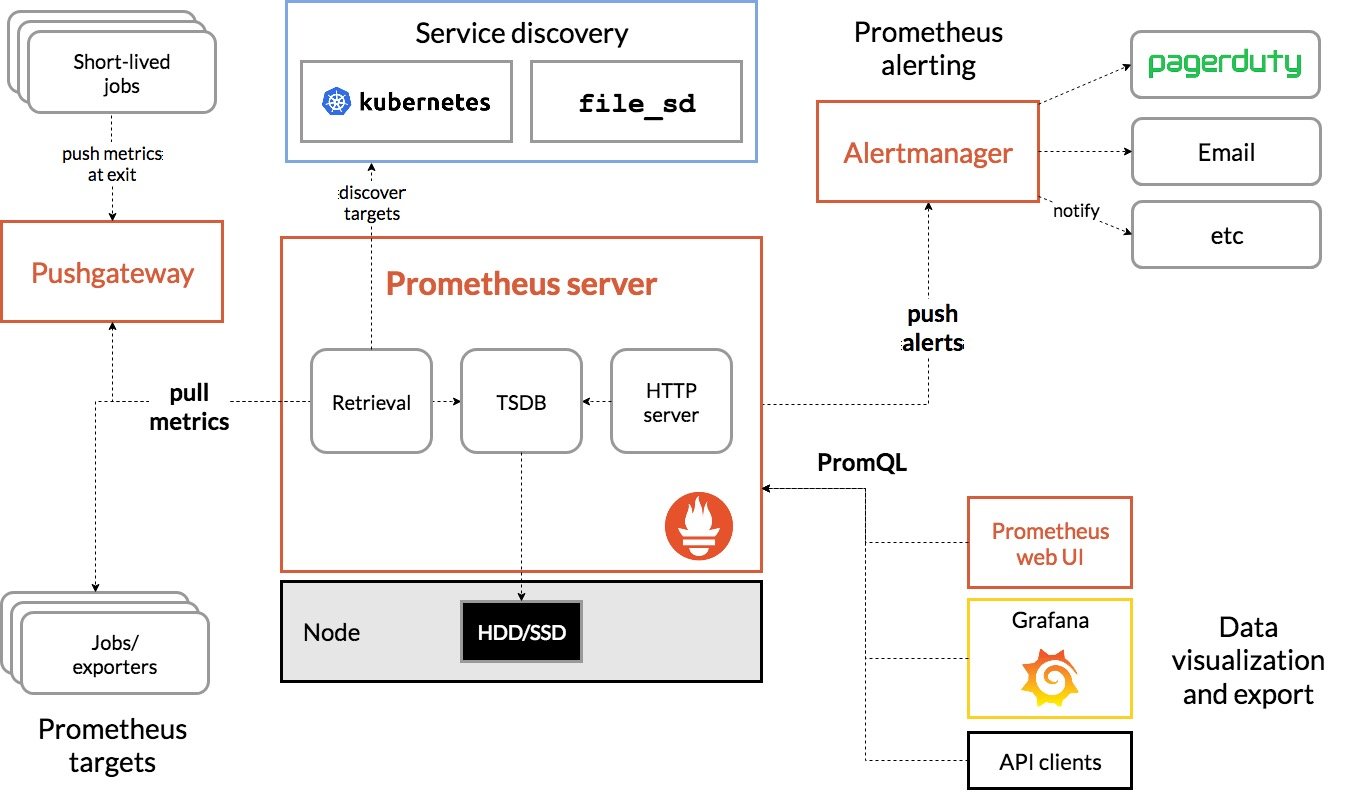 Short-lived
jobs
push metrics
at exit
Pushgateway
Service discovery
kubernetes
file_sd
discover
targets
Prometheus
alerting
Alertmanager
pagerduty
Email
notify
etc
Prometheus server
Retrieval
TSDB
HTTP
server
pull
metrics
push
alerts
PromQL
Node
HDD/SSD
Jobs/
exporters
Prometheus
targets
Prometheus
web UI
Grafana
API clients
Data
visualization
and export